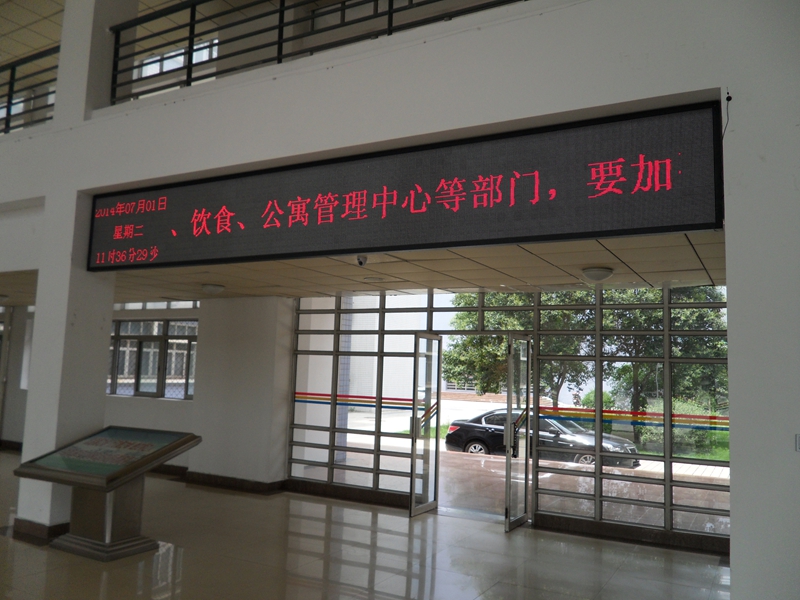 2014年07月01日
星期二
11时36分29秒
、饮食、公寓管理中心等部门，要加